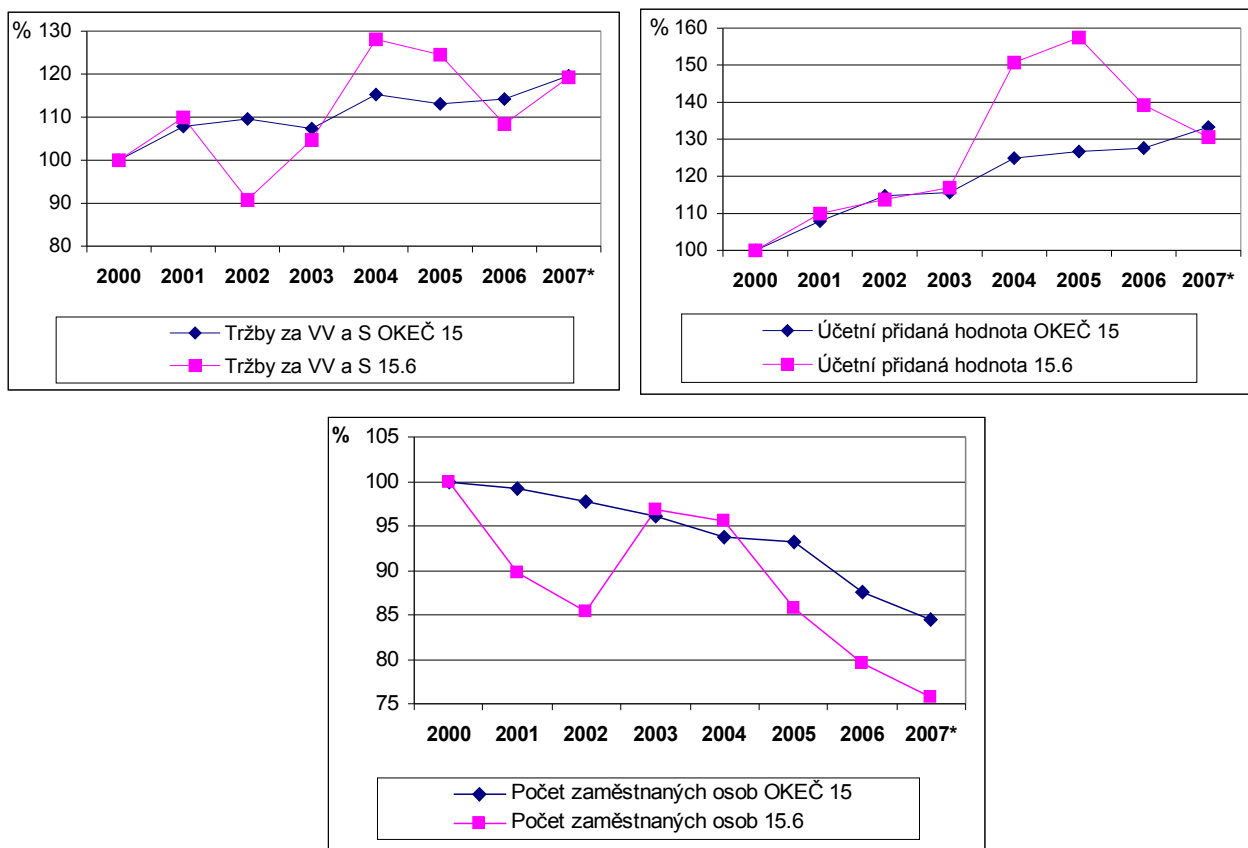 %
130
120
110
100
90
80
2000 2001 2002 2003 2004 2005 2006 2007*
Tržby za VV a S OKEČ 15
Tržby za VV a S 15.6
%
160
150
140
130
120
110
100
2000 2001 2002 2003 2004 2005 2006 2007*
Účetní přidaná hodnota OKEČ 15
Účetní přidaná hodnota 15.6
%
105
100
95
90
85
80
75
2000 2001 2002 2003 2004 2005 2006 2007*
Počet zaměstnaných osob OKEČ 15
Počet zaměstnaných osob 15.6